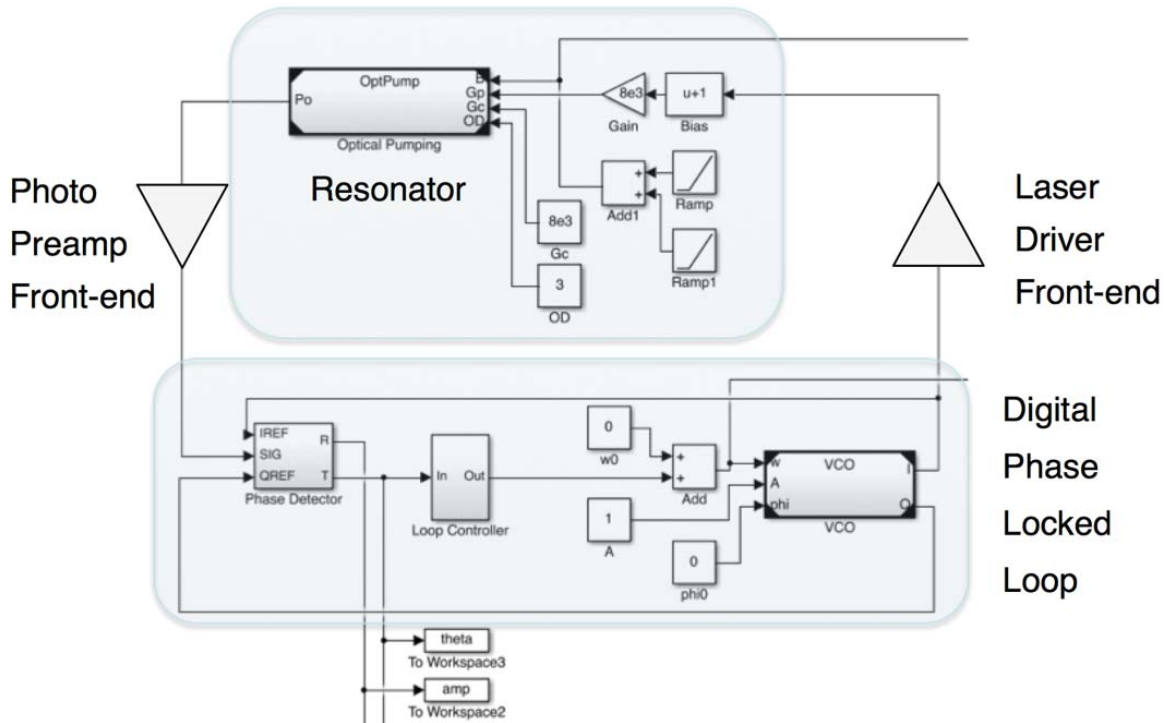 OptPump
Po
B
Gp
Gc
OD
Optical Pumping
8e3
Gain
u+1
Bias
Resonator
+
+
Add1
Ramp
Ramp1
8e3
Gc
3
OD
Photo
Preamp
Front-end
Laser
Driver
Front-end
IREF
SIG
QREF
R
T
Phase Detector
In Out
Loop Controller
0
w0
+
+
Add
1
A
0
phi0
VCO
w
A
phi
I
Q
VCO
Digital
Phase
Locked
Loop
theta
To Workspace3
amp
To Workspace2